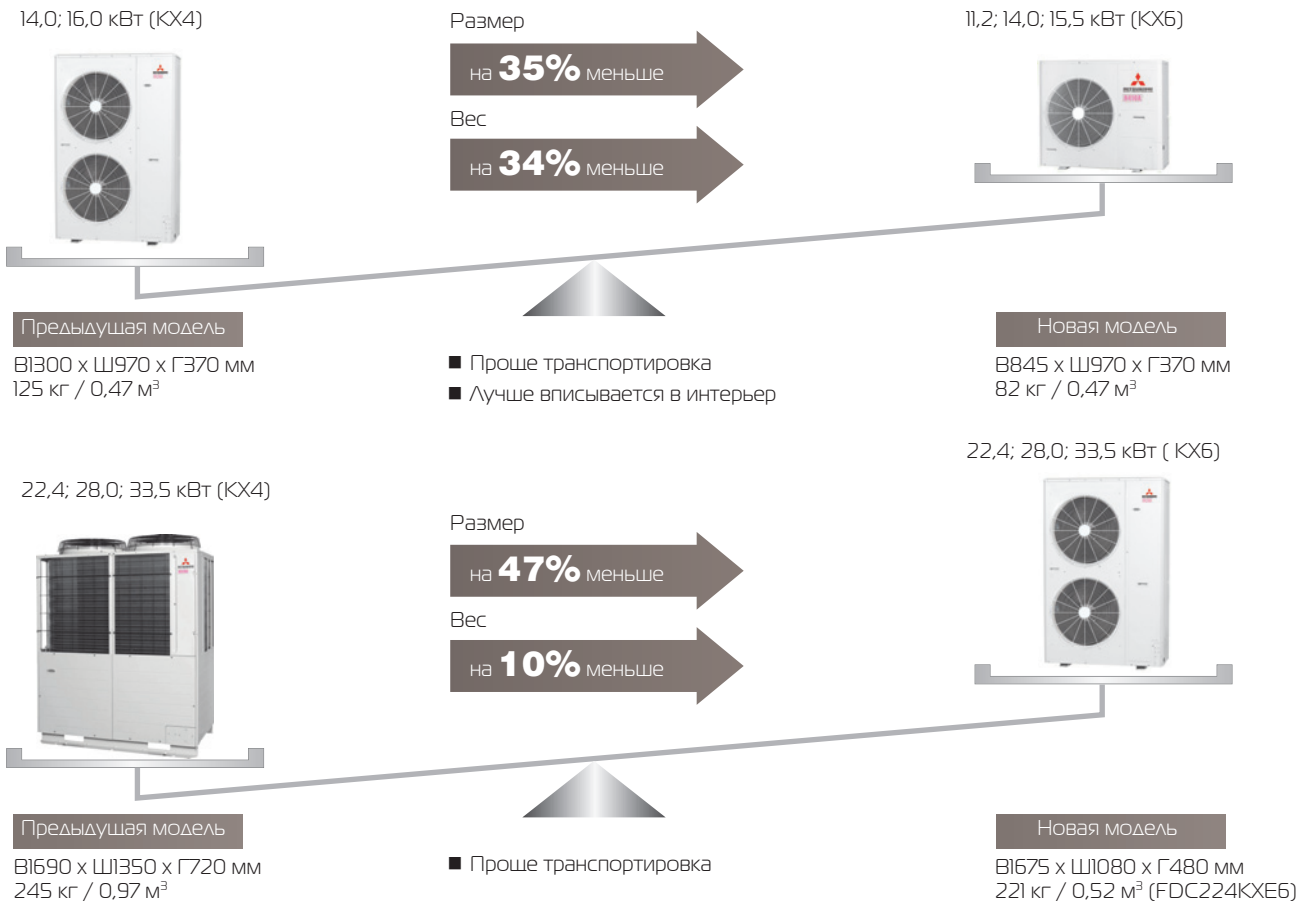 14,0; 16,0 кВт (KX4)
Размер
на 35% меньше
Вес
на 34% меньше
11,2; 14,0; 15,5 кВт (KX6)
Предыдущая модель
В1300 x Ш970 x Г370 мм
125 кг / 0,47 м³
■ Проще транспортировка
■ Лучше вписывается в интерьер
Новая модель
В845 x Ш970 x Г370 мм
82 кг / 0,47 м³
22,4; 28,0; 33,5 кВт (KX4)
Размер
на 47% меньше
Вес
на 10% меньше
22,4; 28,0; 33,5 кВт ( KX6)
Предыдущая модель
В1690 x Ш1350 x Г720 мм
245 кг / 0,97 м³
■ Проще транспортировка
Новая модель
В1675 x Ш1080 x Г480 мм
221 кг / 0,52 м³ (FDC224KXE6)